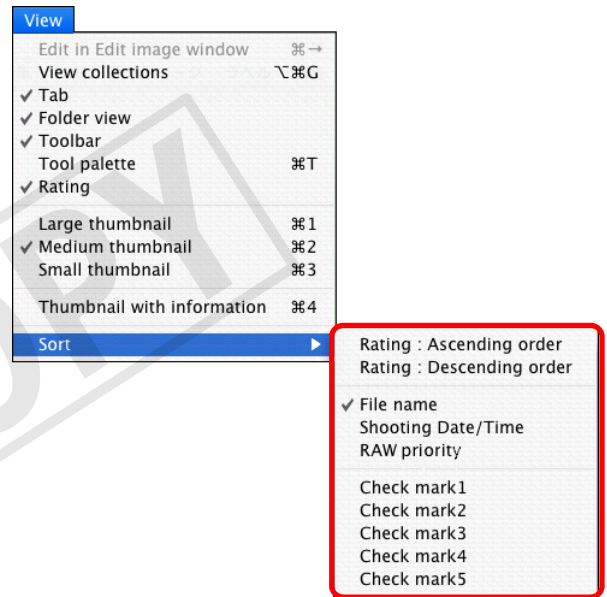 View
Edit in Edit image window ⌘→
View collections ⌥⌘G
✓ Tab
✓ Folder view
✓ Toolbar
Tool palette ⌘T
✓ Rating
Large thumbnail ⌘1
✓ Medium thumbnail ⌘2
Small thumbnail ⌘3
Thumbnail with information ⌘4
Sort ▶
Rating : Ascending order
Rating : Descending order
✓ File name
Shooting Date/Time
RAW priority
Check mark1
Check mark2
Check mark3
Check mark4
Check mark5